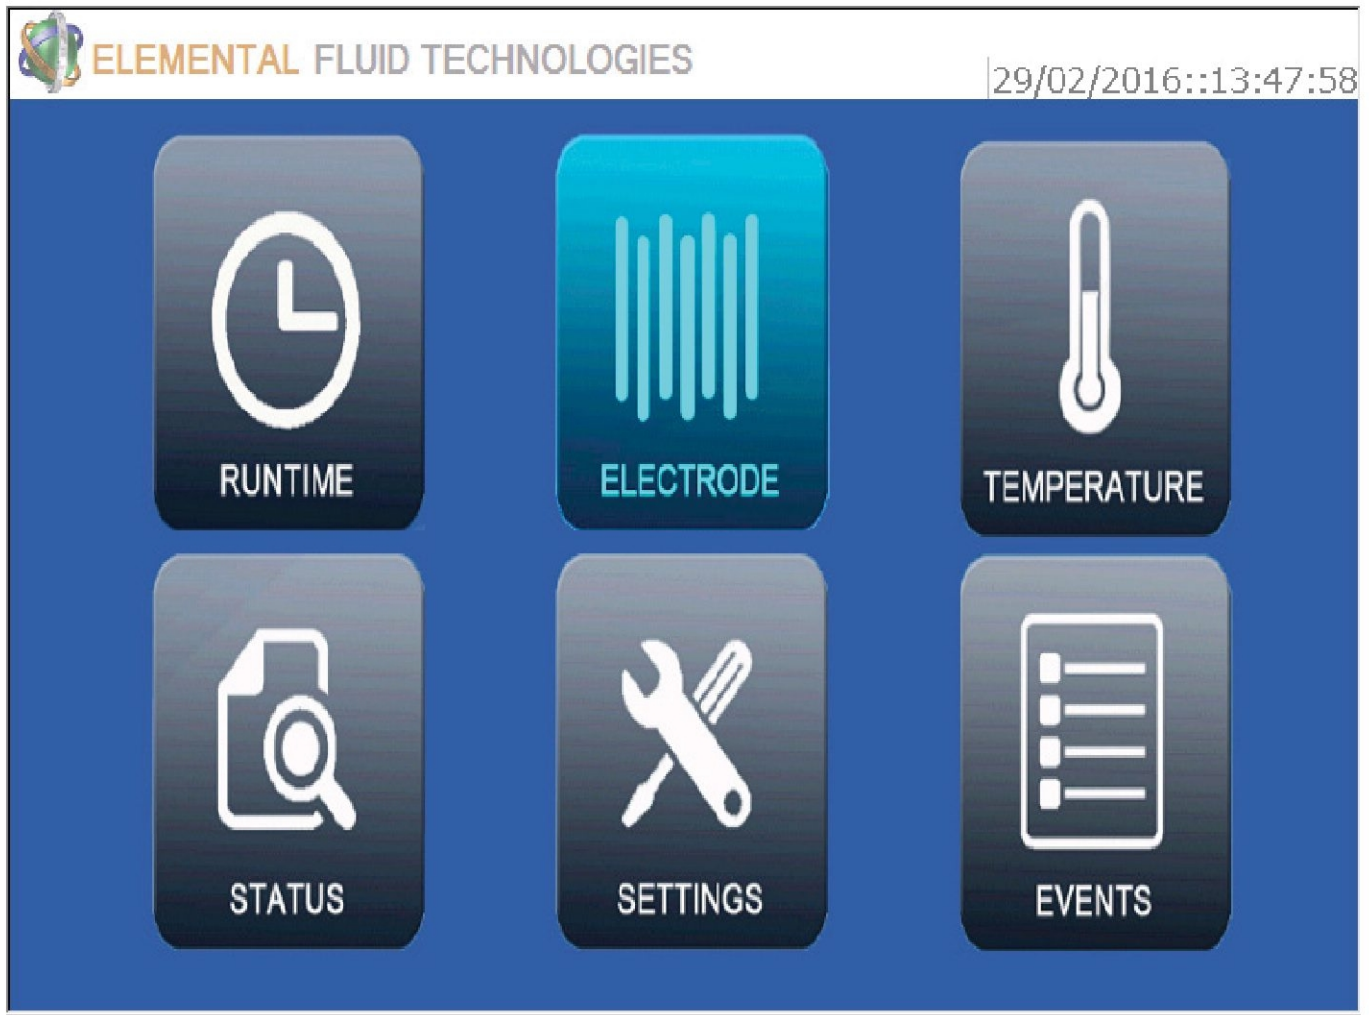 ELEMENTAL FLUID TECHNOLOGIES
29/02/2016::13:47:58
RUNTIME
ELECTRODE
TEMPERATURE
STATUS
SETTINGS
EVENTS